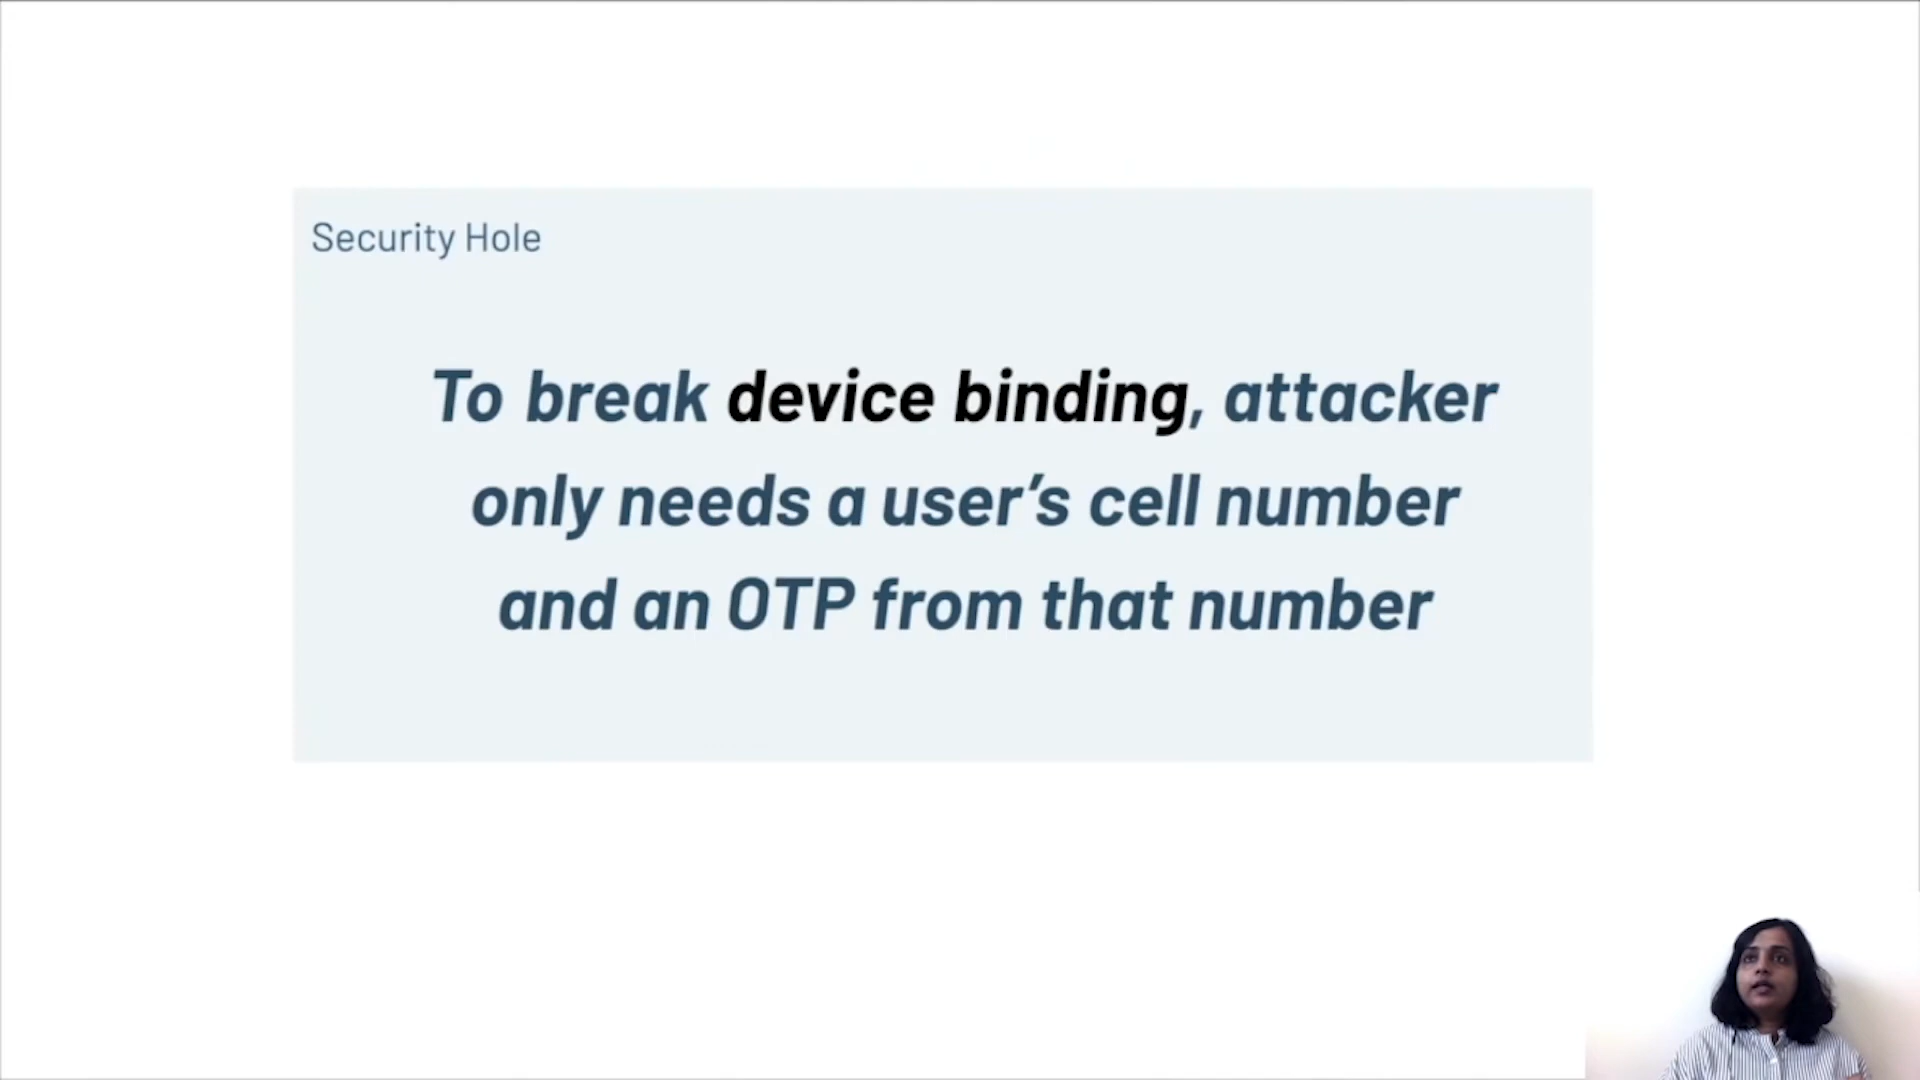 Security Hole
To break device binding, attacker
only needs a user’s cell number
and an OTP from that number